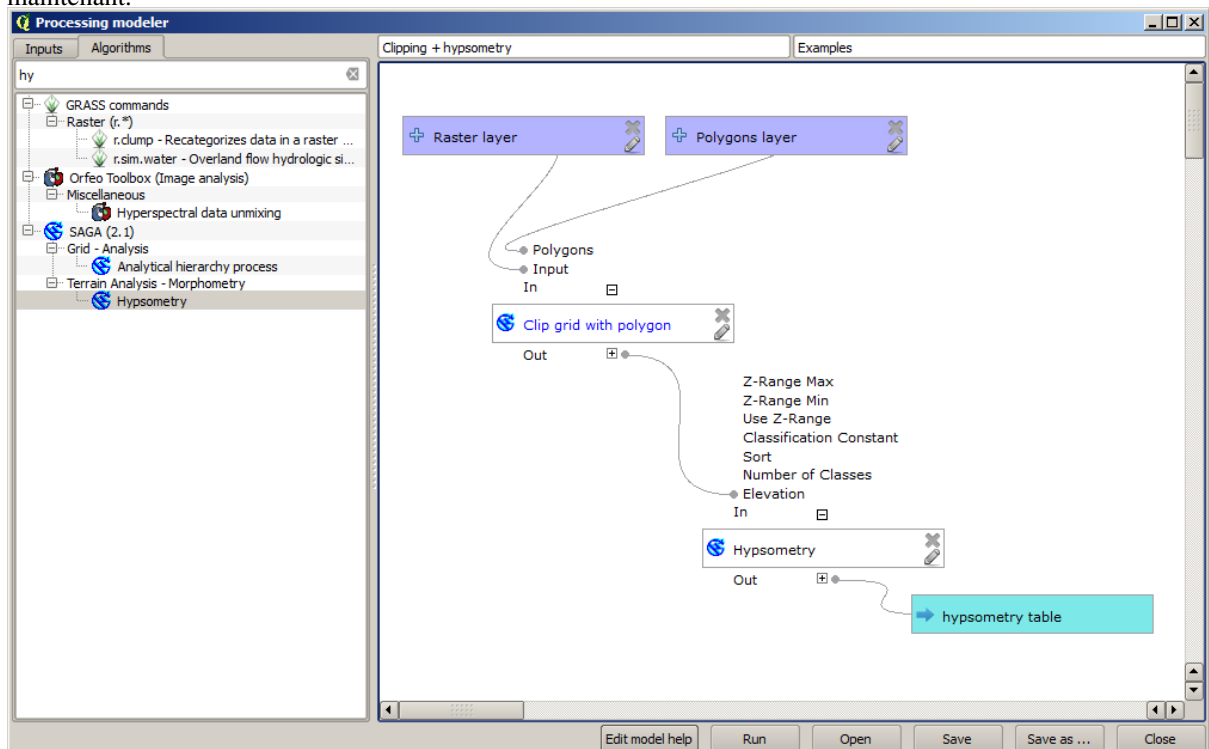 maintenant.
Processing modeler
Inputs
Algorithms
Clipping + hypsometry
Examples
hy
GRASS commands
Raster (r.*)
r.clump - Recategorizes data in a raster ...
r.sim.water - Overland flow hydrologic si...
Orfeo Toolbox (Image analysis)
Miscellaneous
Hyperspectral data unmixing
SAGA (2.1)
Grid - Analysis
Analytical hierarchy process
Terrain Analysis - Morphometry
Hypsometry
Raster layer
Polygons layer
Polygons
Input
In
Clip grid with polygon
Out
Z-Range Max
Z-Range Min
Use Z-Range
Classification Constant
Sort
Number of Classes
Elevation
In
Hypsometry
Out
hypsometry table
Edit model help
Run
Open
Save
Save as ...
Close